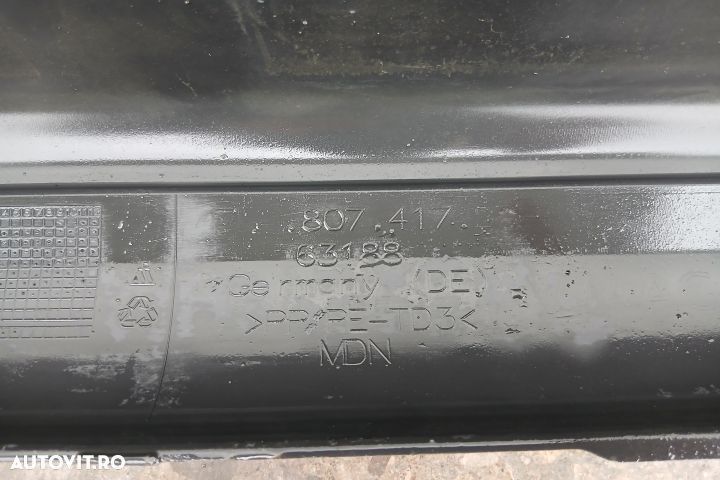 807.417.
63188
Germany (DE)
>PP/PE-TD3<
MDN
AUTOVIT.RO